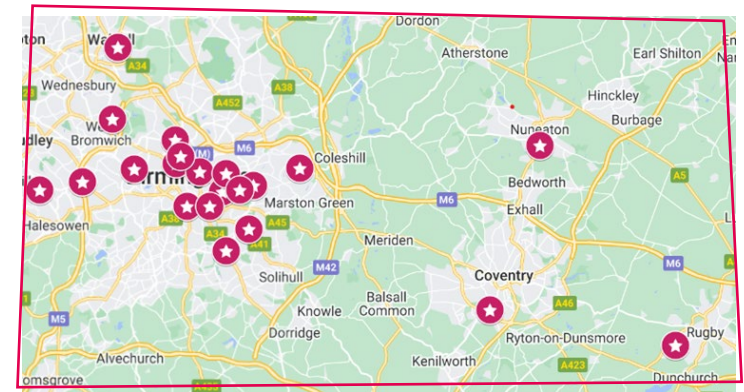 Dordon
A34
Atherstone
Earl Shilton
Wednesbury
A38
A452
Hinckley
Burbage
Bromwich
Nuneaton
M6
Coleshill
A5
Bedworth
M6
Marston Green
Exhall
Halesowen
A38
A45
A34
A41
Meriden
M42
M6
Solihull
Coventry
Balsall
Common
A46
M5
Knowle
Dorridge
Ryton-on-Dunsmore
Rugby
Alvechurch
Kenilworth
A423
Dunchurch